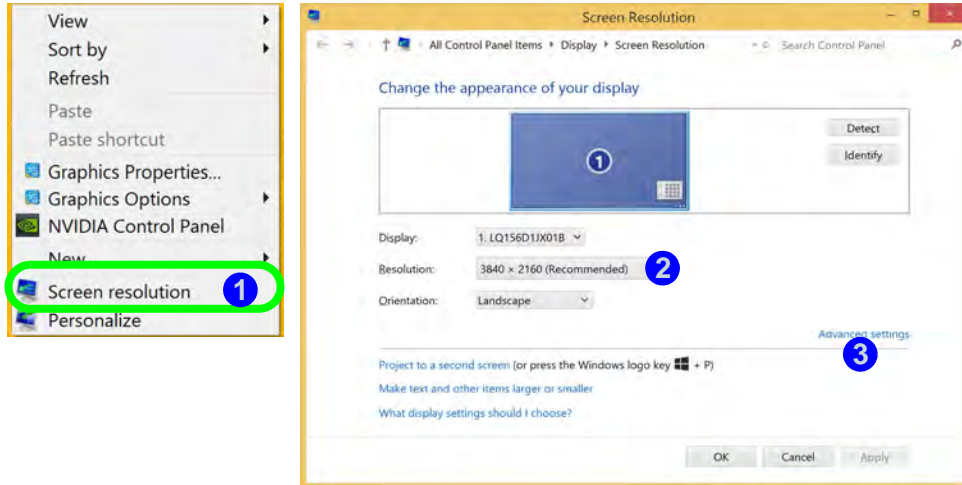 View
Sort by
Refresh
Paste
Paste shortcut
Graphics Properties...
Graphics Options
NVIDIA Control Panel
New
Screen resolution 1
Personalize
Screen Resolution
All Control Panel Items Display Screen Resolution Search Control Panel
Change the appearance of your display
1
Detect
Identify
Display: 1. LQ156D1JX01B
Resolution: 3840 × 2160 (Recommended) 2
Orientation: Landscape
Advanced settings
3
Project to a second screen (or press the Windows logo key + P)
Make text and other items larger or smaller
What display settings should I choose?
OK Cancel Apply